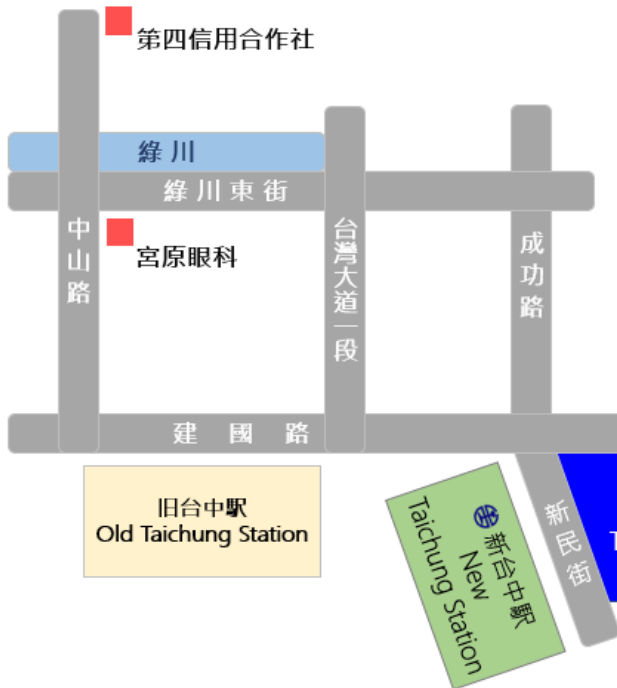 第四信用合作社
綠川
綠川東街
中山路
宮原眼科
台灣大道一段
成功路
建國路
旧台中駅
Old Taichung Station
新台中駅
New
Taichung Station
新民街
T